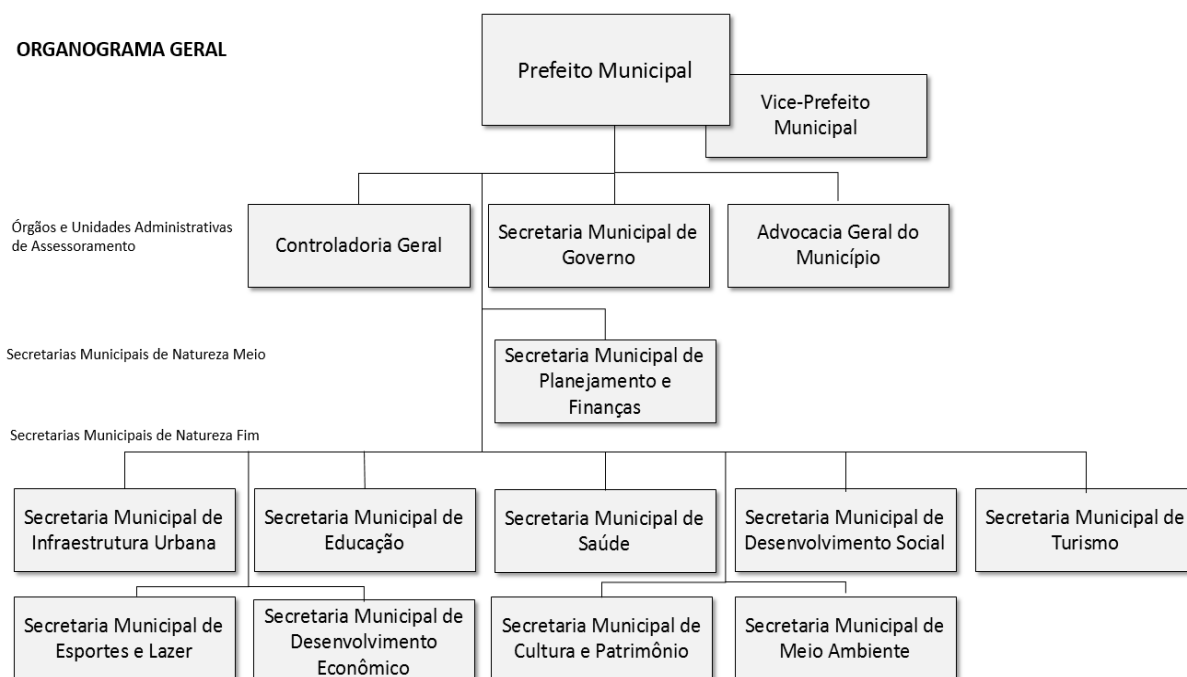 ORGANOGRAMA GERAL
Prefeito Municipal
Vice-Prefeito
Municipal
Órgãos e Unidades Administrativas
de Assessoramento
Controladoria Geral
Secretaria Municipal de
Governo
Advocacia Geral do
Município
Secretarias Municipais de Natureza Meio
Secretaria Municipal de
Planejamento e
Finanças
Secretarias Municipais de Natureza Fim
Secretaria Municipal de
Infraestrutura Urbana
Secretaria Municipal de
Educação
Secretaria Municipal de
Saúde
Secretaria Municipal de
Desenvolvimento Social
Secretaria Municipal de
Turismo
Secretaria Municipal de
Esportes e Lazer
Secretaria Municipal de
Desenvolvimento
Econômico
Secretaria Municipal de
Cultura e Patrimônio
Secretaria Municipal de
Meio Ambiente